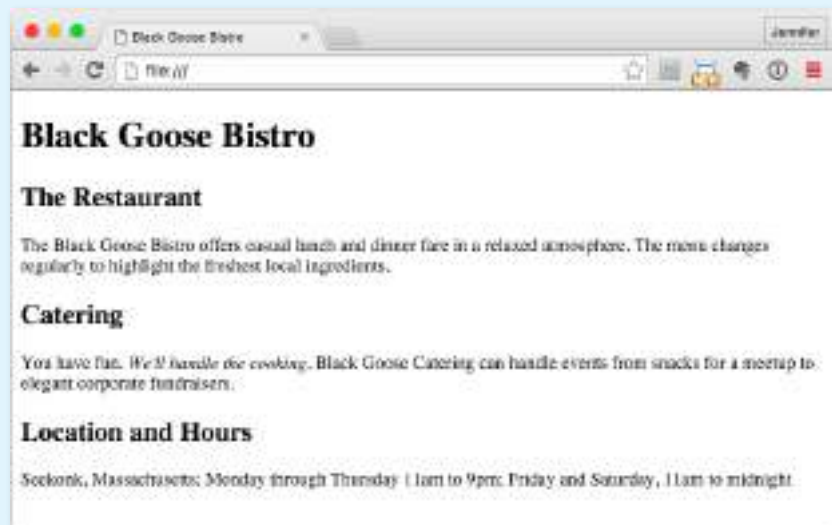 Black Goose Bistro
Jennifer
file:///
Black Goose Bistro
The Restaurant
The Black Goose Bistro offers casual lunch and dinner fare in a relaxed atmosphere. The menu changes
regularly to highlight the freshest local ingredients.
Catering
You have fun. We'll handle the cooking. Black Goose Catering can handle events from snacks for a meetup to
elegant corporate fundraisers.
Location and Hours
Seekonk, Massachusetts; Monday through Thursday 11am to 9pm; Friday and Saturday, 11am to midnight